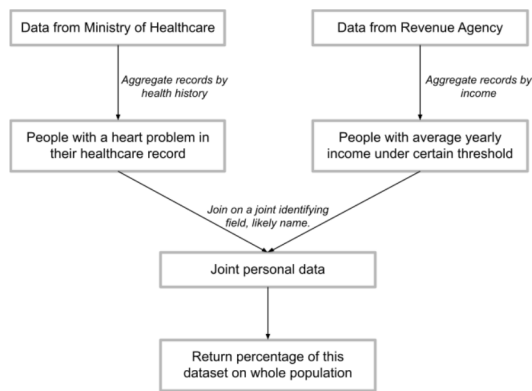 Data from Ministry of Healthcare
Data from Revenue Agency
Aggregate records by
health history
Aggregate records by
income
People with a heart problem in
their healthcare record
People with average yearly
income under certain threshold
Join on a joint identifying
field, likely name.
Joint personal data
Return percentage of this
dataset on whole population